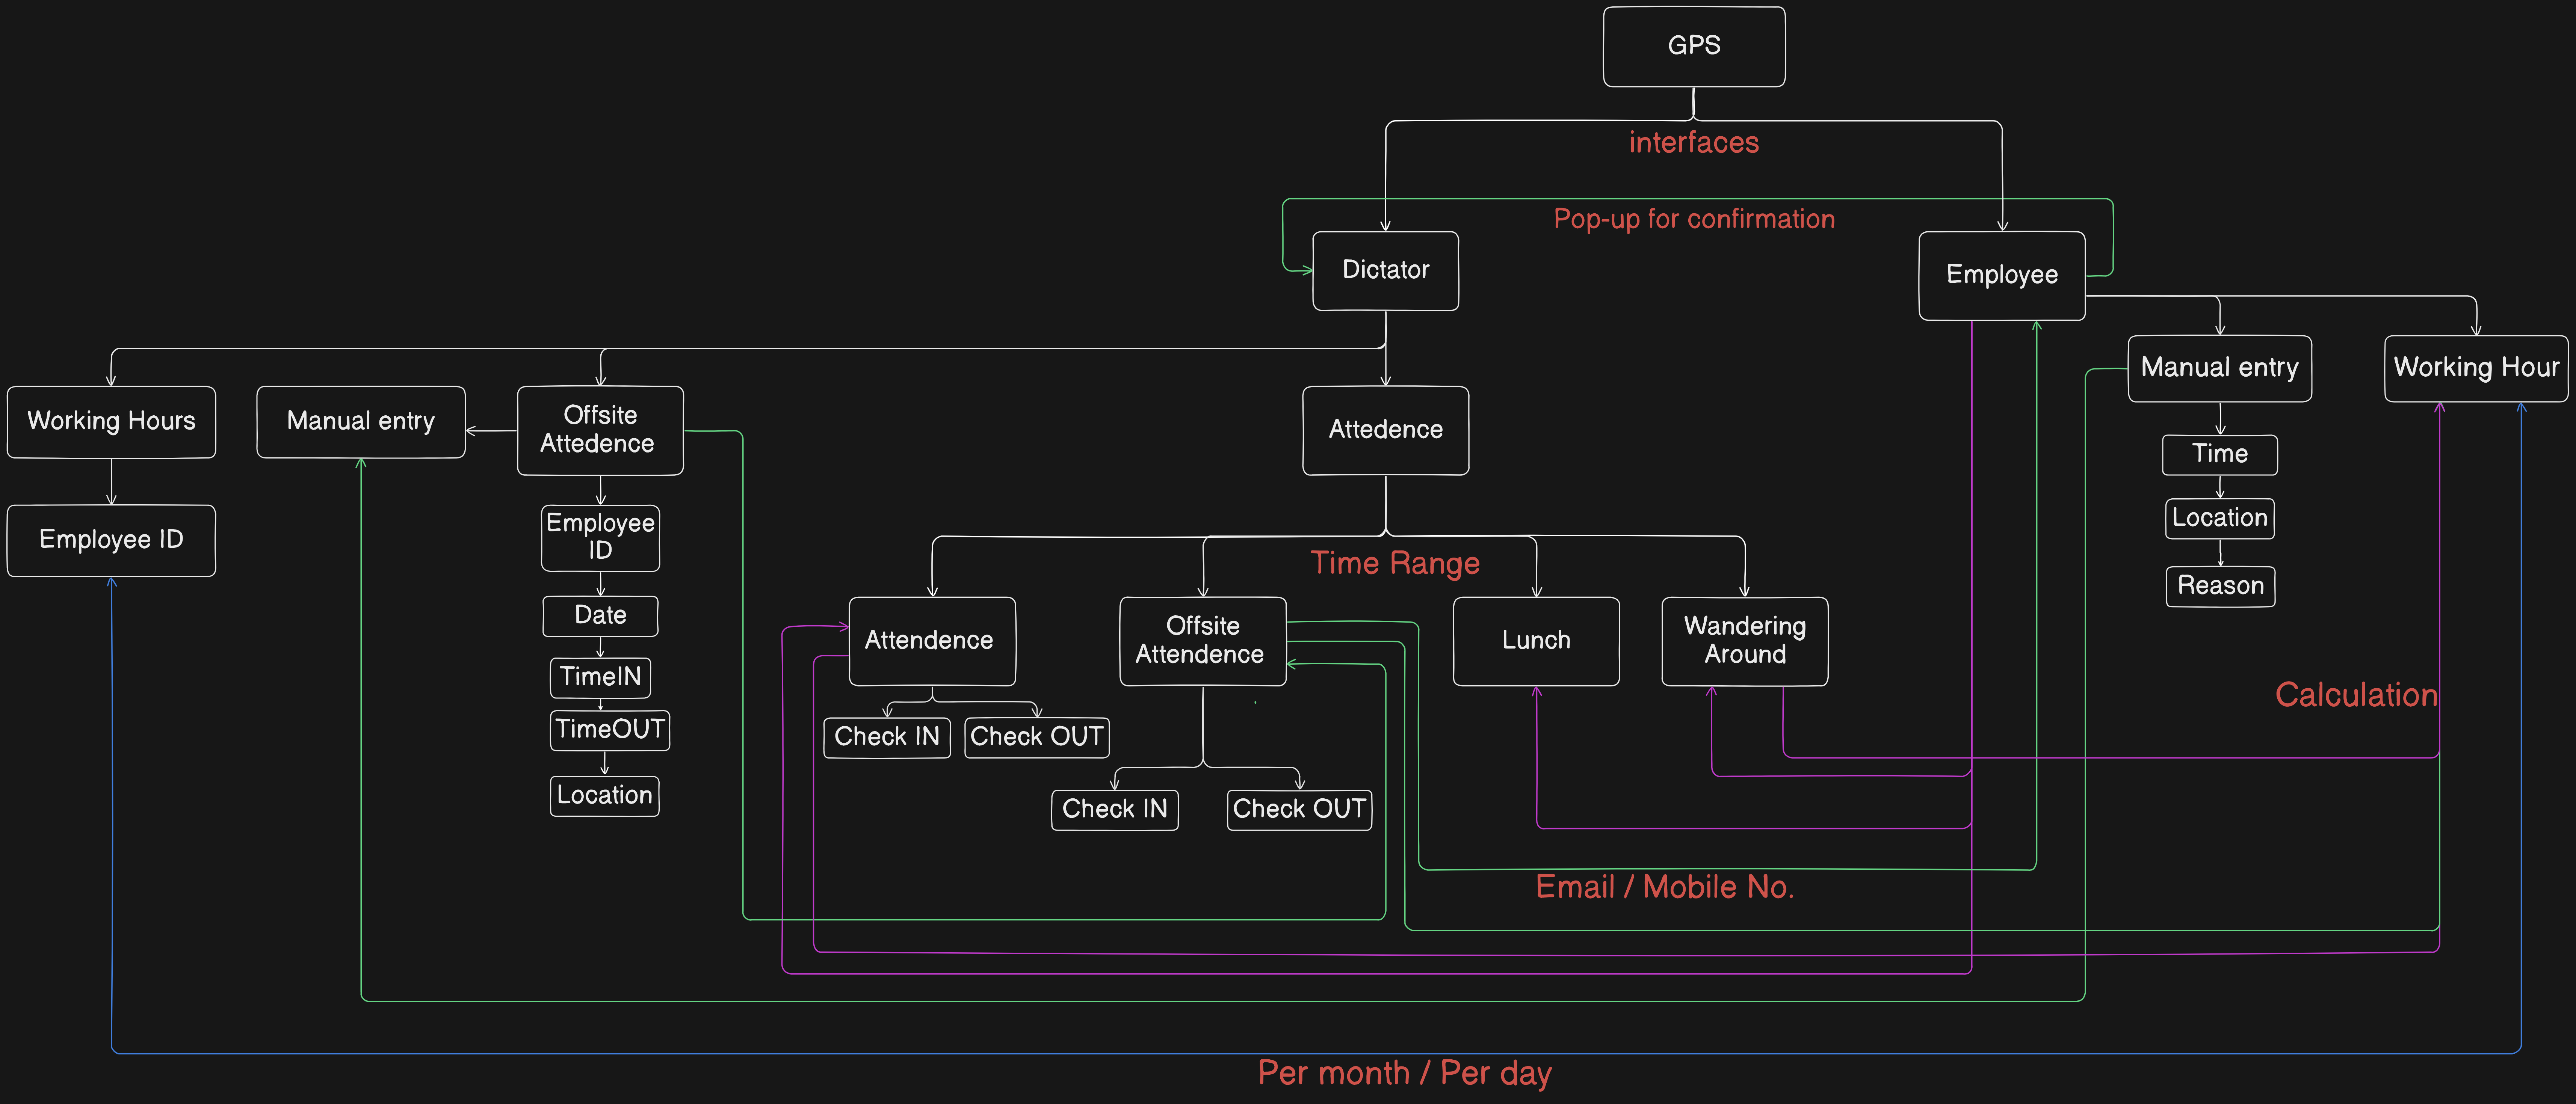 GPS
interfaces
Pop-up for confirmation
Dictator
Employee
Working Hours
Manual entry
Offsite
Attedence
Attedence
Manual entry
Working Hour
Employee ID
Employee
ID
Date
TimeIN
TimeOUT
Location
Time
Location
Reason
Time Range
Attendence
Offsite
Attendence
Lunch
Wandering
Around
Check IN
Check OUT
Check IN
Check OUT
Calculation
Email / Mobile No.
Per month / Per day